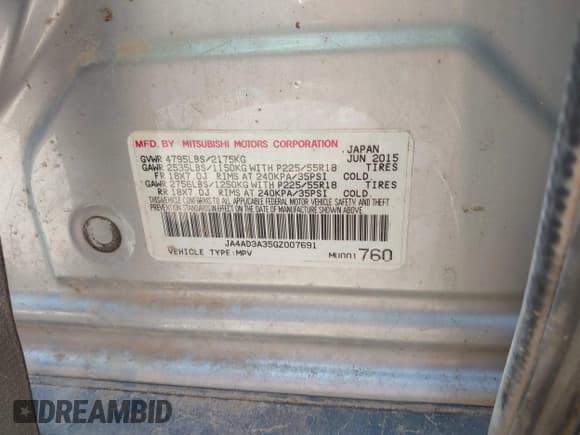 MFD. BY MITSUBISHI MOTORS CORPORATION JAPAN
GVWR 4795LBS/2175KG JUN 2015
GAWR 2535LBS/1150KG WITH P225/55R18 TIRES
FR 18X7 0J RIMS AT 240KPA/35PSI COLD.
GAWR 2756LBS/1250KG WITH P225/55R18 TIRES
RR 18X7 0J RIMS AT 240KPA/35PSI COLD.
THIS VEHICLE CONFORMS TO ALL APPLICABLE FEDERAL MOTOR VEHICLE SAFETY AND THEFT
PREVENTION STANDARDS IN EFFECT ON THE DATE OF MANUFACTURE SHOWN ABOVE.
JA4AD3A35GZ007691
VEHICLE TYPE:MPV MU001 760
DREAMBID